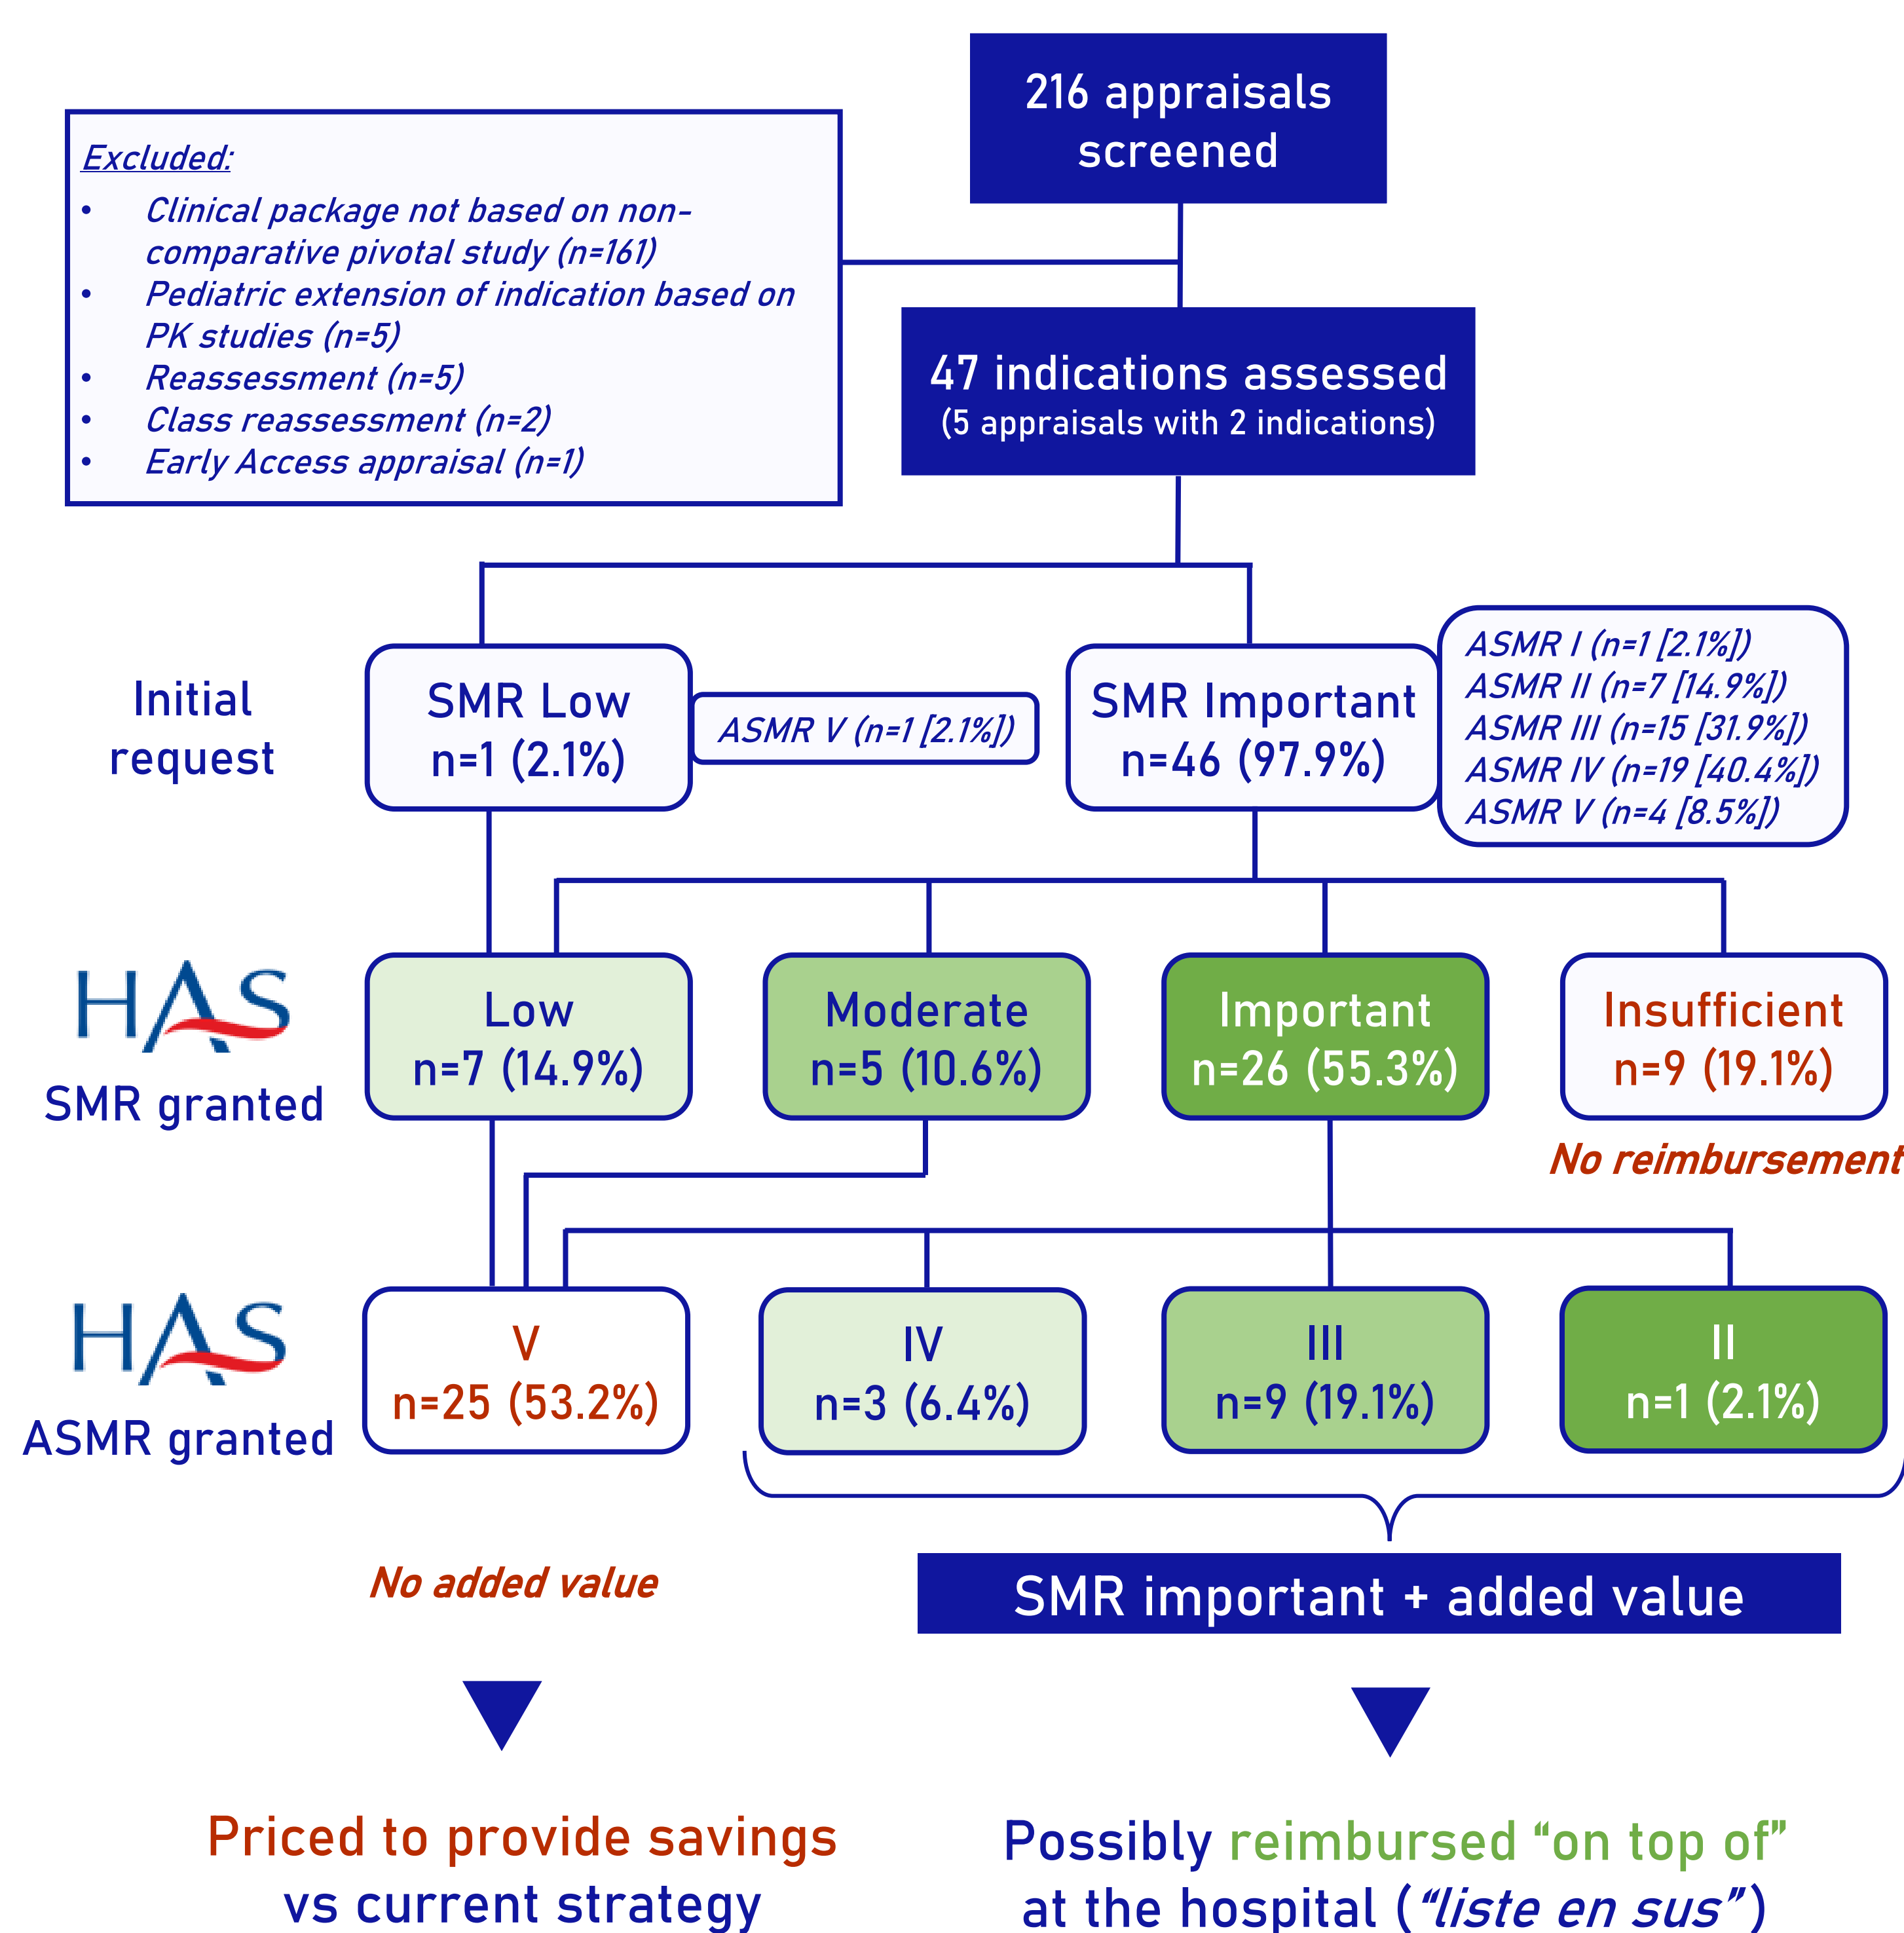 216 appraisals
screened
Excluded:
• Clinical package not based on non-
comparative pivotal study (n=161)
• Pediatric extension of indication based on
PK studies (n=5)
• Reassessment (n=5)
• Class reassessment (n=2)
• Early Access appraisal (n=1)
47 indications assessed
(5 appraisals with 2 indications)
Initial
request
SMR Low
n=1 (2.1%)
ASMR V (n=1 [2.1%])
SMR Important
n=46 (97.9%)
ASMR I (n=1 [2.1%])
ASMR II (n=7 [14.9%])
ASMR III (n=15 [31.9%])
ASMR IV (n=19 [40.4%])
ASMR V (n=4 [8.5%])
HAS
SMR granted
Low
n=7 (14.9%)
Moderate
n=5 (10.6%)
Important
n=26 (55.3%)
Insufficient
n=9 (19.1%)
No reimbursement
HAS
ASMR granted
V
n=25 (53.2%)
IV
n=3 (6.4%)
III
n=9 (19.1%)
II
n=1 (2.1%)
No added value
SMR important + added value
Priced to provide savings
vs current strategy
Possibly reimbursed “on top of”
at the hospital (“liste en sus”)